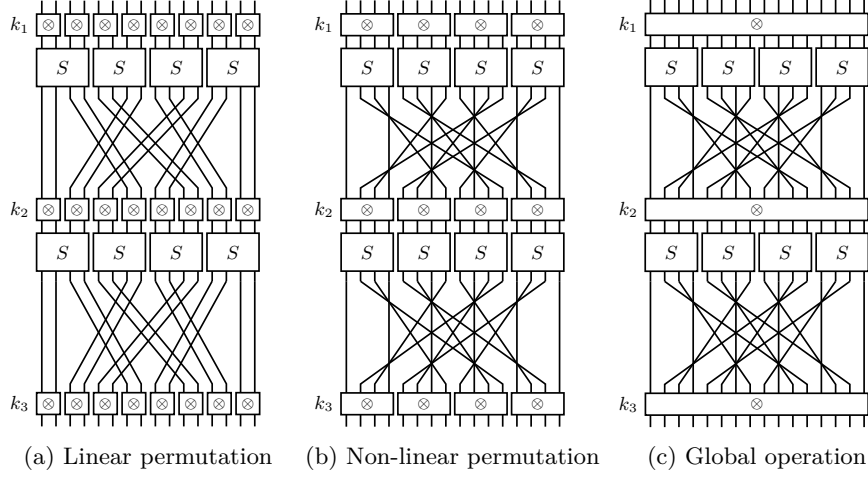 k₁ ⊗ ⊗ ⊗ ⊗ ⊗ ⊗ ⊗ ⊗ k₁ ⊗ ⊗ ⊗ ⊗ k₁ ⊗
S S S S S S S S S S S S
k₂ ⊗ ⊗ ⊗ ⊗ ⊗ ⊗ ⊗ ⊗ k₂ ⊗ ⊗ ⊗ ⊗ k₂ ⊗
S S S S S S S S S S S S
k₃ ⊗ ⊗ ⊗ ⊗ ⊗ ⊗ ⊗ ⊗ k₃ ⊗ ⊗ ⊗ ⊗ k₃ ⊗
(a) Linear permutation (b) Non-linear permutation (c) Global operation